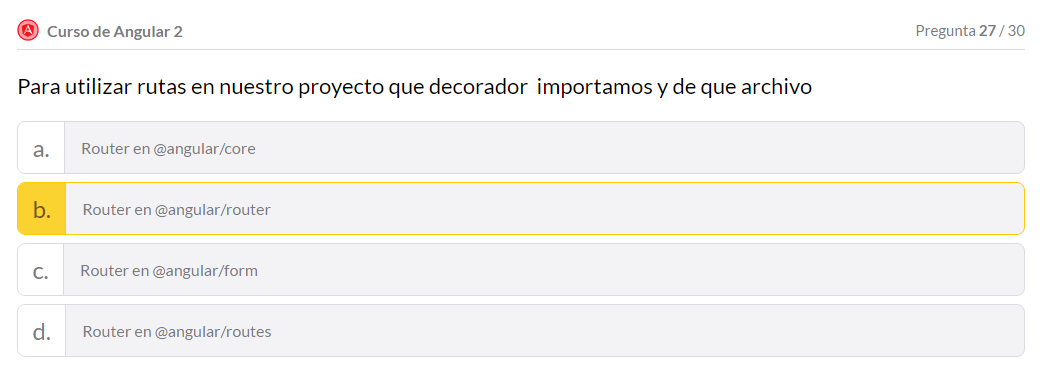 Curso de Angular 2
Pregunta 27 / 30
Para utilizar rutas en nuestro proyecto que decorador importamos y de que archivo
a. Router en @angular/core
b. Router en @angular/router
c. Router en @angular/form
d. Router en @angular/routes